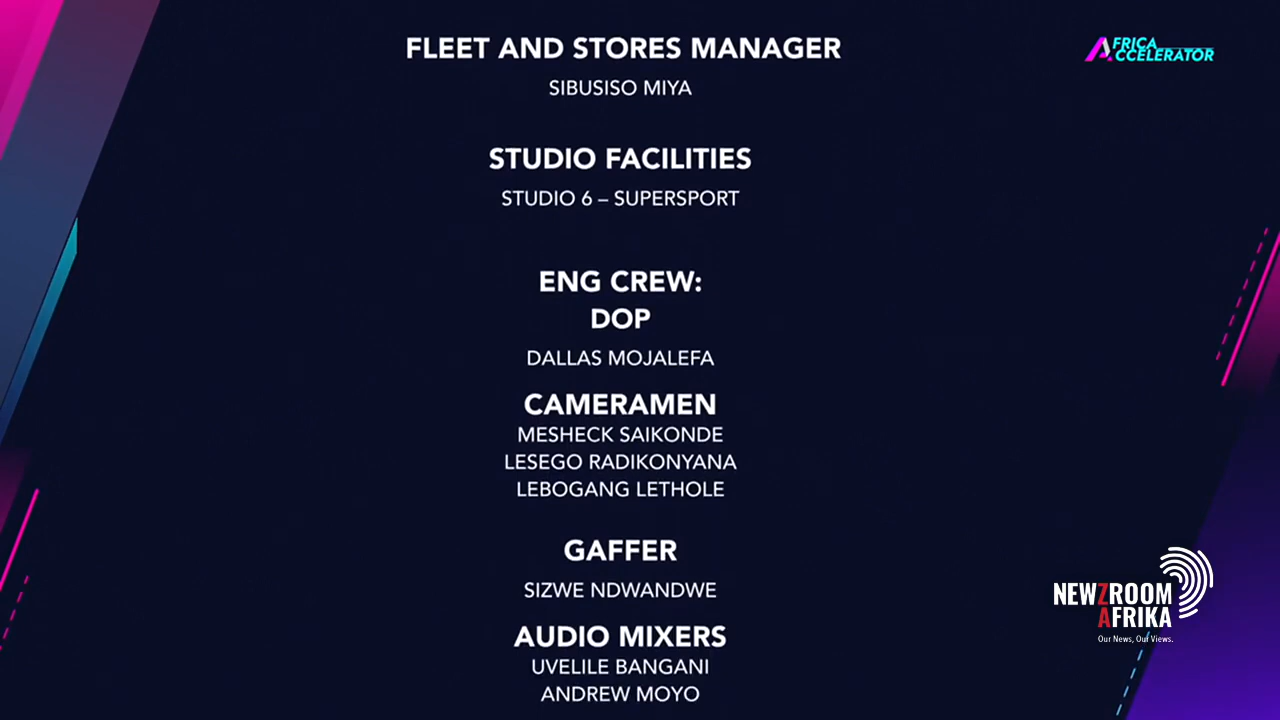 FLEET AND STORES MANAGER
SIBUSISO MIYA
AFRICA
ACCELERATOR
STUDIO FACILITIES
STUDIO 6 – SUPERSPORT
ENG CREW:
DOP
DALLAS MOJALEFA
CAMERAMEN
MESHECK SAIKONDE
LESEGO RADIKONYANA
LEBOGANG LETHOLE
GAFFER
SIZWE NDWANDWE
AUDIO MIXERS
UVELILE BANGANI
ANDREW MOYO
NEWZROOM
AFRIKA
Our News, Our Views.